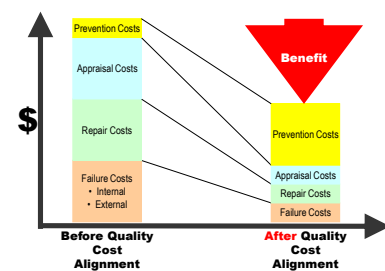 Prevention Costs
Benefit
Appraisal Costs
$
Repair Costs
Prevention Costs
Failure Costs
• Internal
• External
Appraisal Costs
Repair Costs
Failure Costs
Before Quality
Cost
Alignment
After Quality
Cost
Alignment